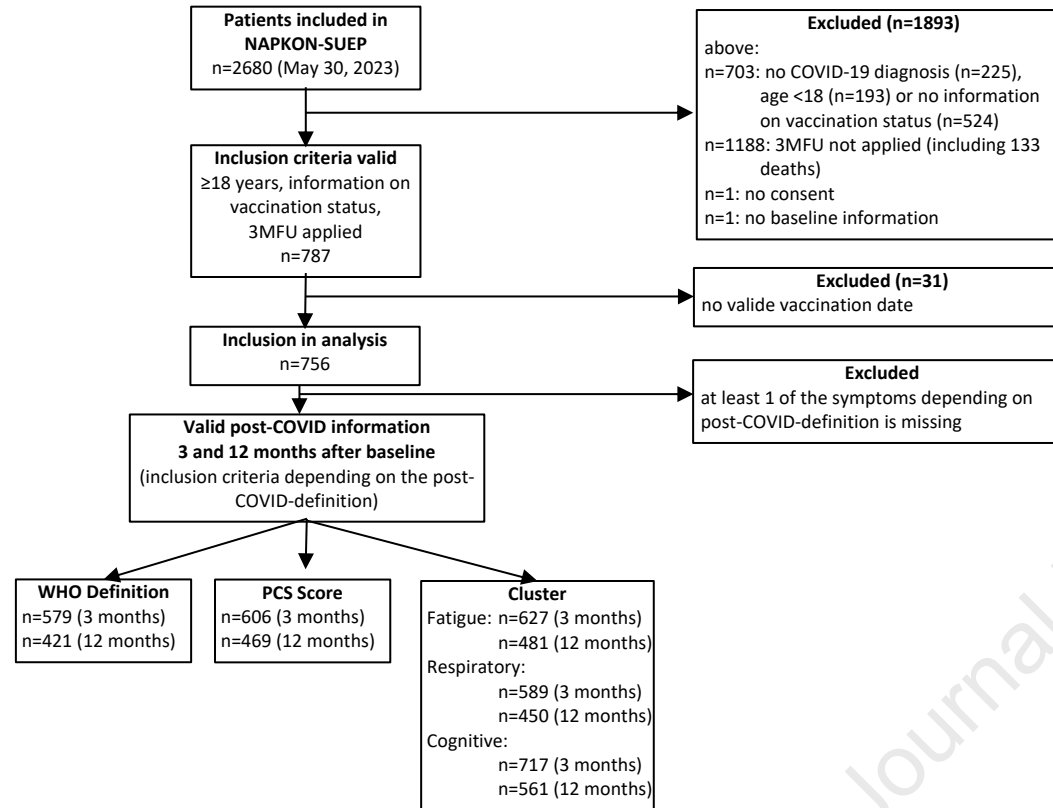 Patients included in
NAPKON-SUEP
n=2680 (May 30, 2023)
Excluded (n=1893)
above:
n=703: no COVID-19 diagnosis (n=225),
age <18 (n=193) or no information
on vaccination status (n=524)
n=1188: 3MFU not applied (including 133
deaths)
n=1: no consent
n=1: no baseline information
Inclusion criteria valid
≥18 years, information on
vaccination status,
3MFU applied
n=787
Excluded (n=31)
no valide vaccination date
Inclusion in analysis
n=756
Excluded
at least 1 of the symptoms depending on
post-COVID-definition is missing
Valid post-COVID information
3 and 12 months after baseline
(inclusion criteria depending on the post-
COVID-definition)
WHO Definition
n=579 (3 months)
n=421 (12 months)
PCS Score
n=606 (3 months)
n=469 (12 months)
Cluster
Fatigue: n=627 (3 months)
n=481 (12 months)
Respiratory:
n=589 (3 months)
n=450 (12 months)
Cognitive:
n=717 (3 months)
n=561 (12 months)
Journal